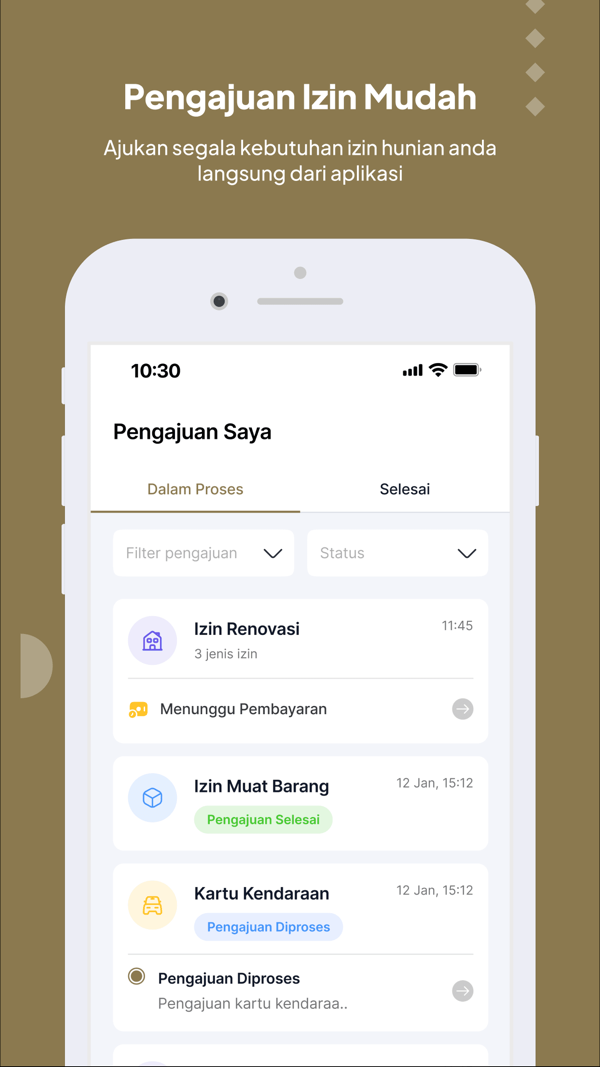 Pengajuan Izin Mudah
Ajukan segala kebutuhan izin hunian anda
langsung dari aplikasi
10:30
Pengajuan Saya
Dalam Proses
Selesai
Filter pengajuan
Status
Izin Renovasi
11:45
3 jenis izin
Menunggu Pembayaran
Izin Muat Barang
12 Jan, 15:12
Pengajuan Selesai
Kartu Kendaraan
12 Jan, 15:12
Pengajuan Diproses
Pengajuan Diproses
Pengajuan kartu kendaraa..